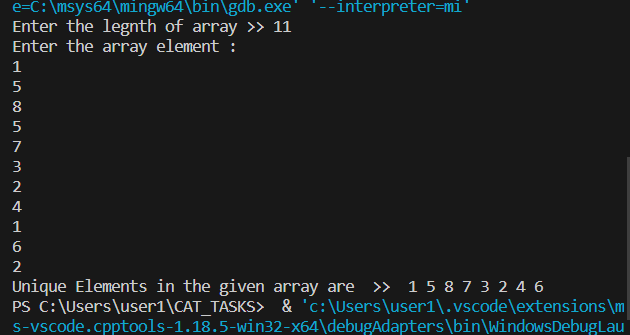 e=C:\msys64\mingw64\bin\gdb.exe' '--interpreter=mi'
Enter the legnth of array >> 11
Enter the array element :
1
5
8
5
7
3
2
4
1
6
2
Unique Elements in the given array are  >>  1 5 8 7 3 2 4 6
PS C:\Users\user1\CAT_TASKS>  & 'c:\Users\user1\.vscode\extensions\m
s-vscode.cpptools-1.18.5-win32-x64\debugAdapters\bin\WindowsDebugLau